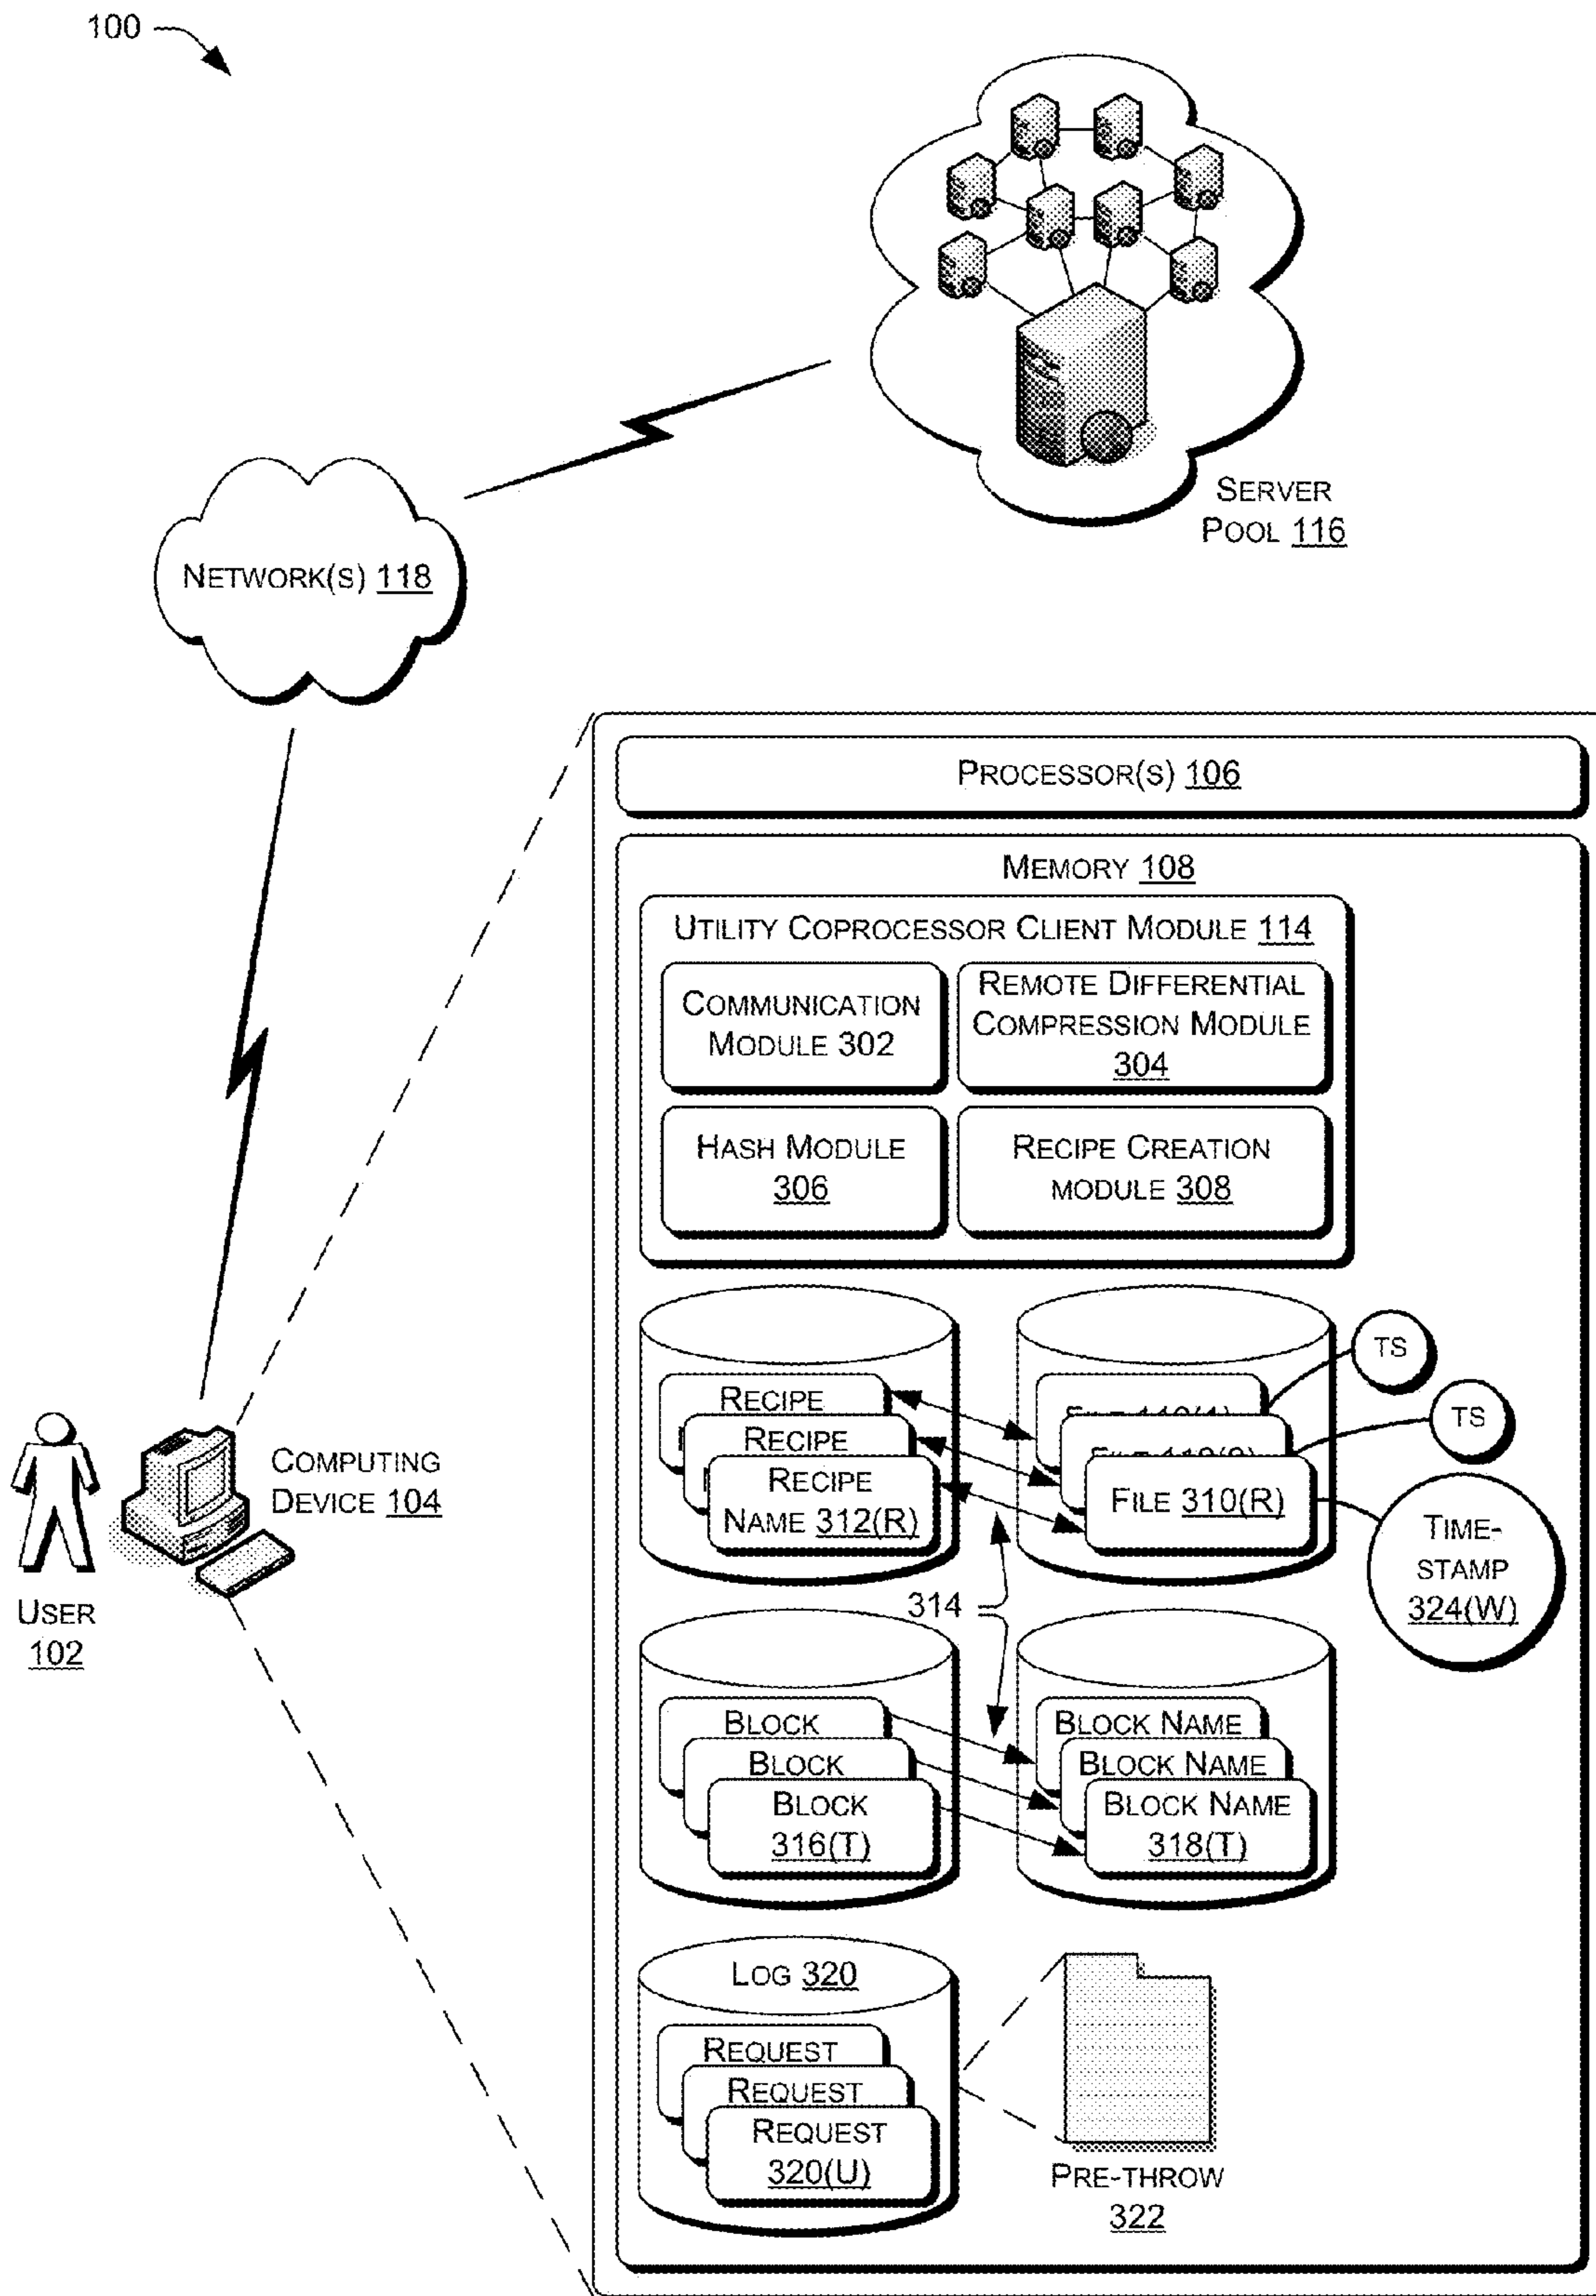 100
SERVER
POOL 116
NETWORK(S) 118
PROCESSOR(S) 106
MEMORY 108
UTILITY COPROCESSOR CLIENT MODULE 114
COMMUNICATION
MODULE 302
REMOTE DIFFERENTIAL
COMPRESSION MODULE
304
HASH MODULE
306
RECIPE CREATION
MODULE 308
RECIPE
RECIPE
RECIPE
NAME 312(R)
FILE 310(R)
TS
TS
TIME-
STAMP
324(W)
COMPUTING
DEVICE 104
USER
102
314
BLOCK
BLOCK
BLOCK
316(T)
BLOCK NAME
BLOCK NAME
BLOCK NAME
318(T)
LOG 320
REQUEST
REQUEST
REQUEST
320(U)
PRE-THROW
322